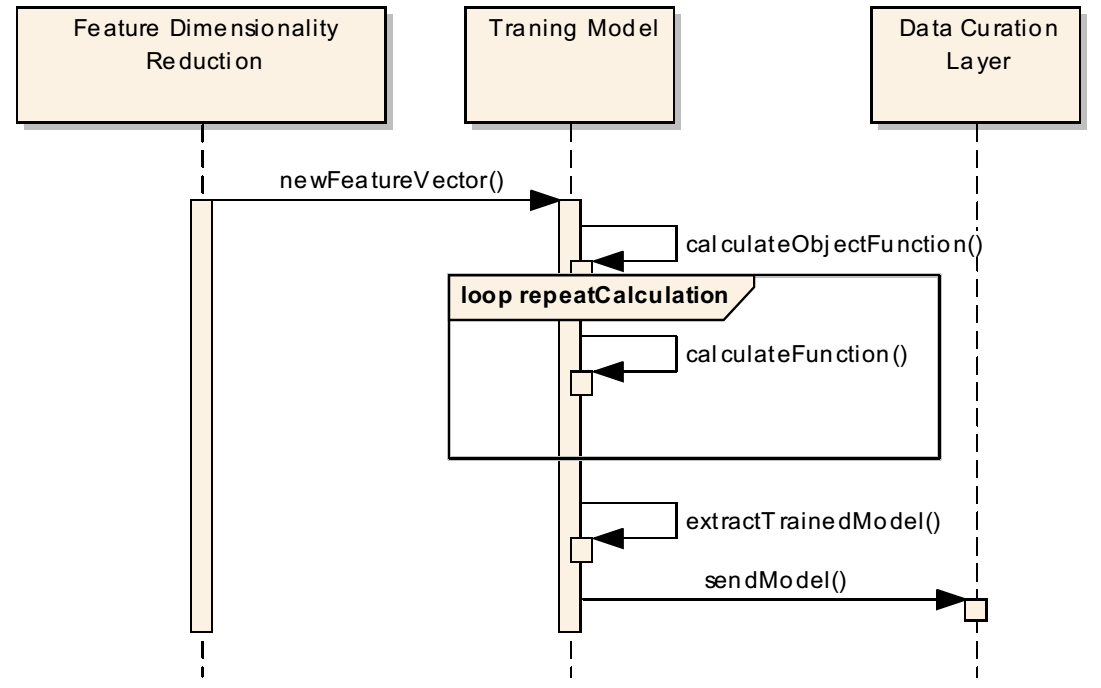 Feature Dimensionality
Reduction
Traning Model
Data Curation
Layer
newFeatureVector()
calculateObjectFunction()
loop repeatCalculation
calculateFunction()
extractTrainedModel()
sendModel()